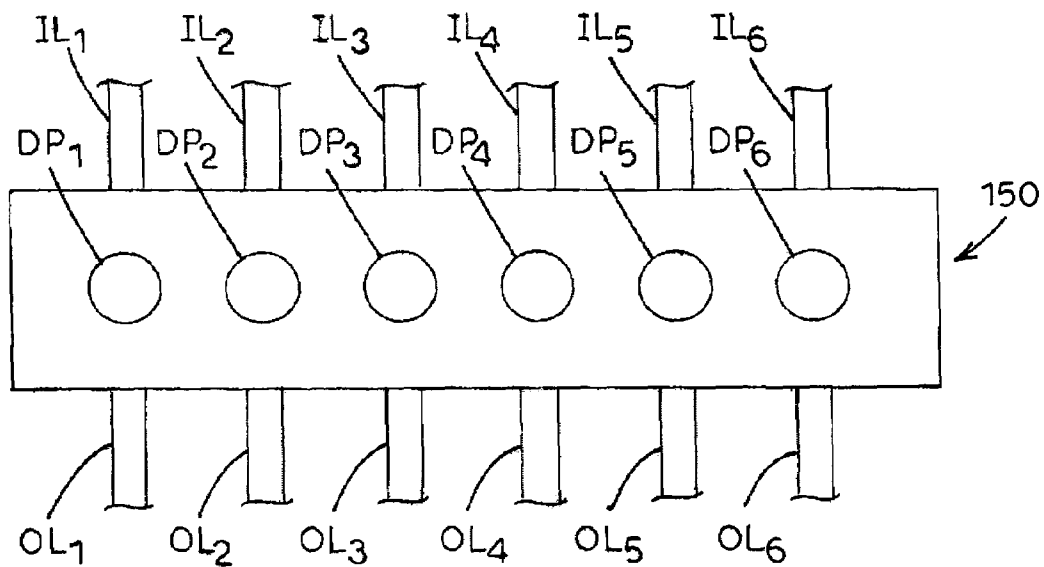 IL1 IL2 IL3 IL4 IL5 IL6
DP1 DP2 DP3 DP4 DP5 DP6
150
OL1 OL2 OL3 OL4 OL5 OL6